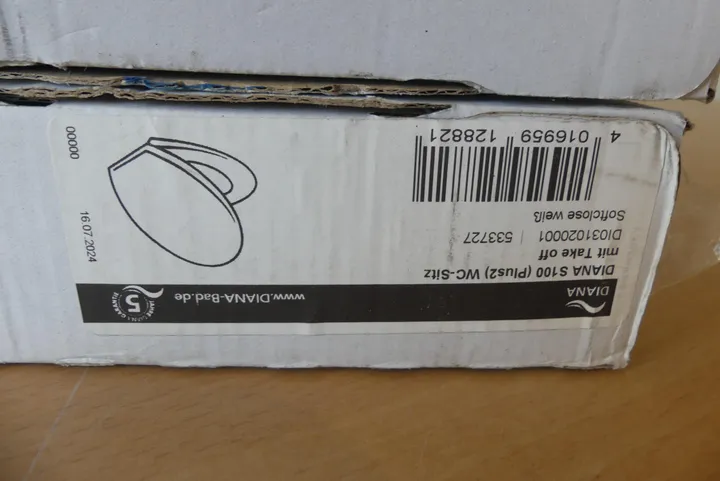 DIANA
www.DIANA-Bad.de
5
DIANA S100 (Plus2) WC-Sitz
mit Take off
DI031020001 | 533727
Softclose weiß
4 016959 128821
16.07.2024
00000